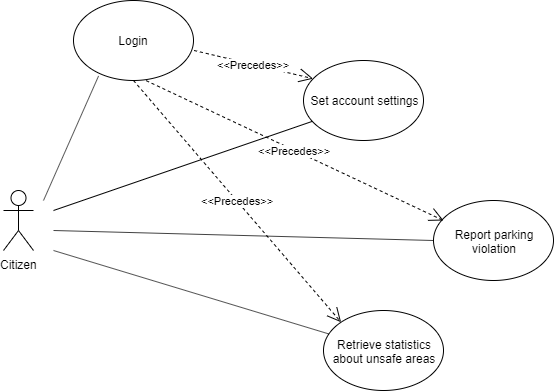 Login
<<Precedes>>
Set account settings
<<Precedes>>
<<Precedes>>
Report parking
violation
Citizen
Retrieve statistics
about unsafe areas